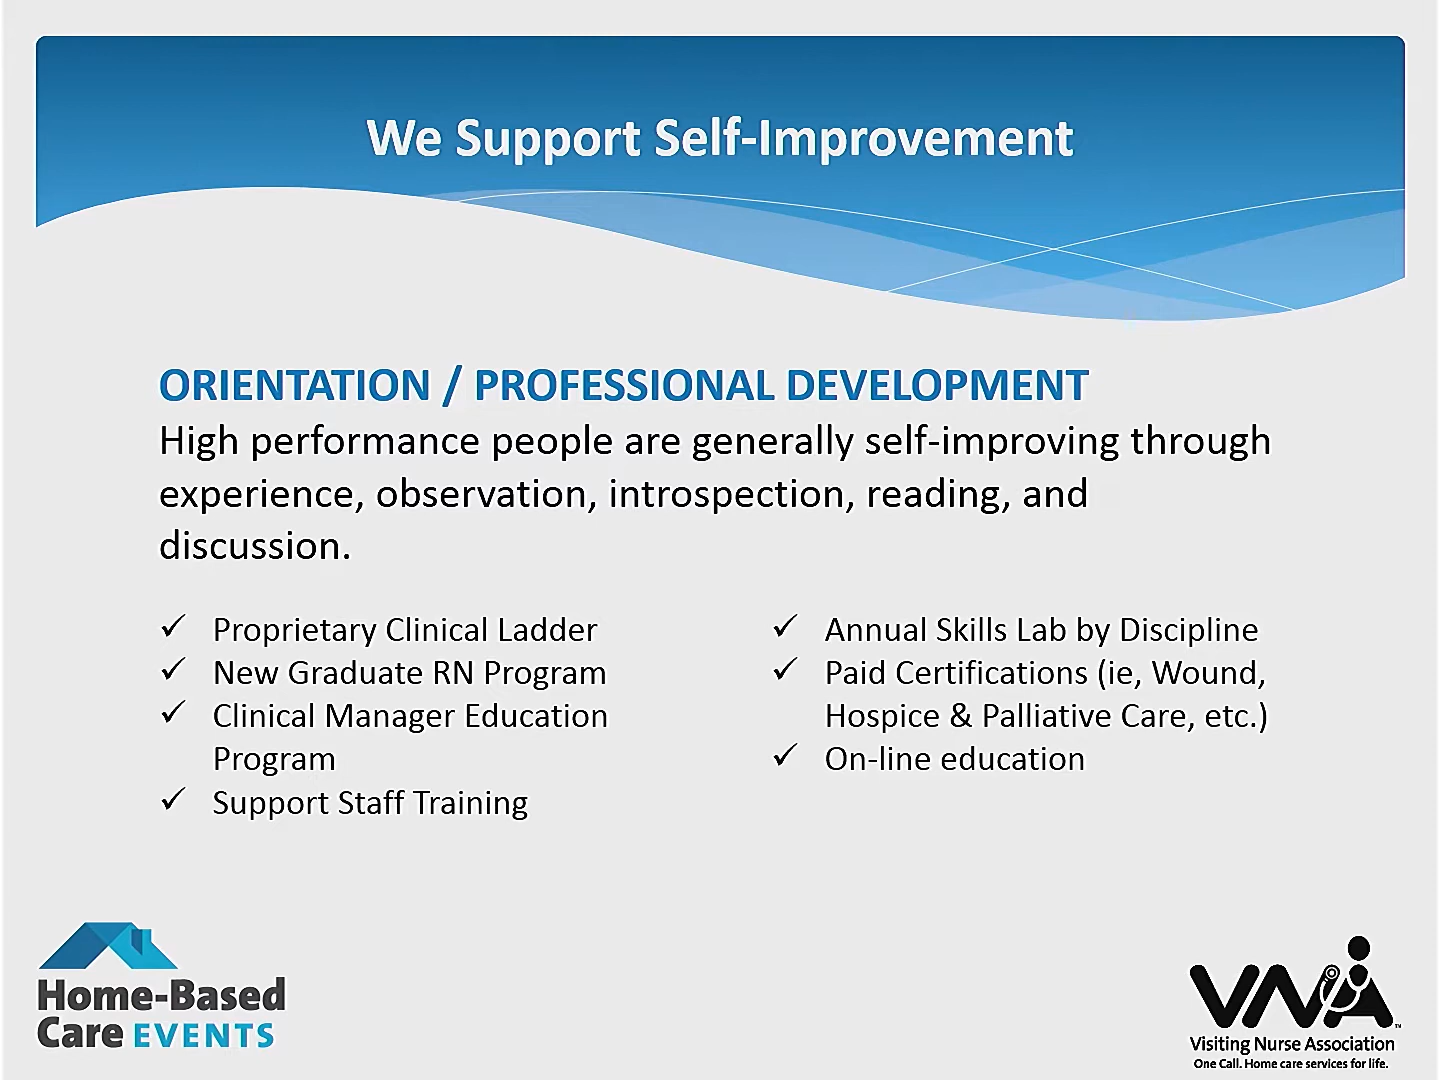 We Support Self-Improvement
ORIENTATION / PROFESSIONAL DEVELOPMENT
High performance people are generally self-improving through
experience, observation, introspection, reading, and
discussion.
✓ Proprietary Clinical Ladder
✓ New Graduate RN Program
✓ Clinical Manager Education
Program
✓ Support Staff Training
✓ Annual Skills Lab by Discipline
✓ Paid Certifications (ie, Wound,
Hospice & Palliative Care, etc.)
✓ On-line education
Home-Based
Care EVENTS
VNA™
Visiting Nurse Association
One Call. Home care services for life.